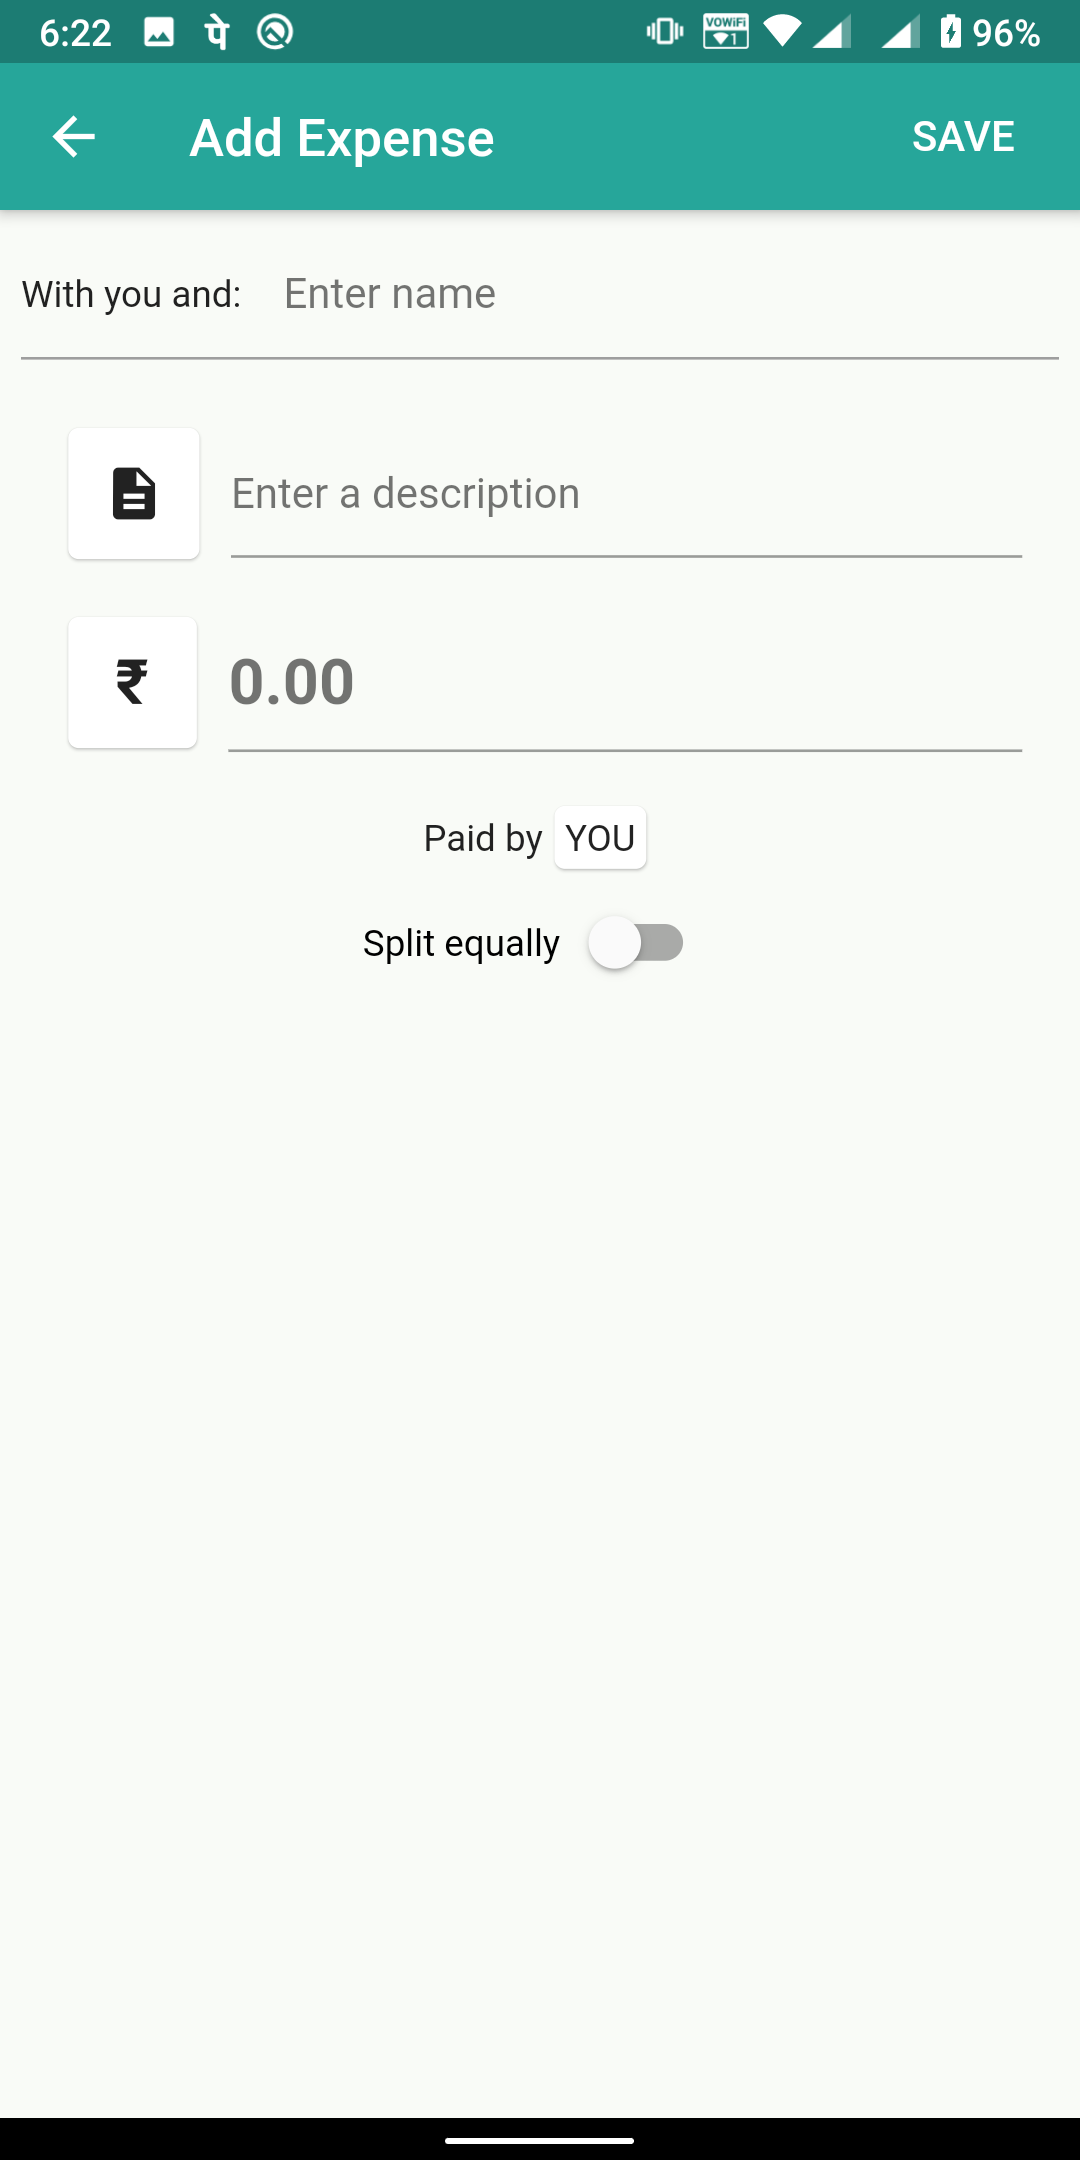 6:22 पे VOWiFi 1 96%
Add Expense SAVE
With you and: Enter name
Enter a description
₹ 0.00
Paid by YOU
Split equally